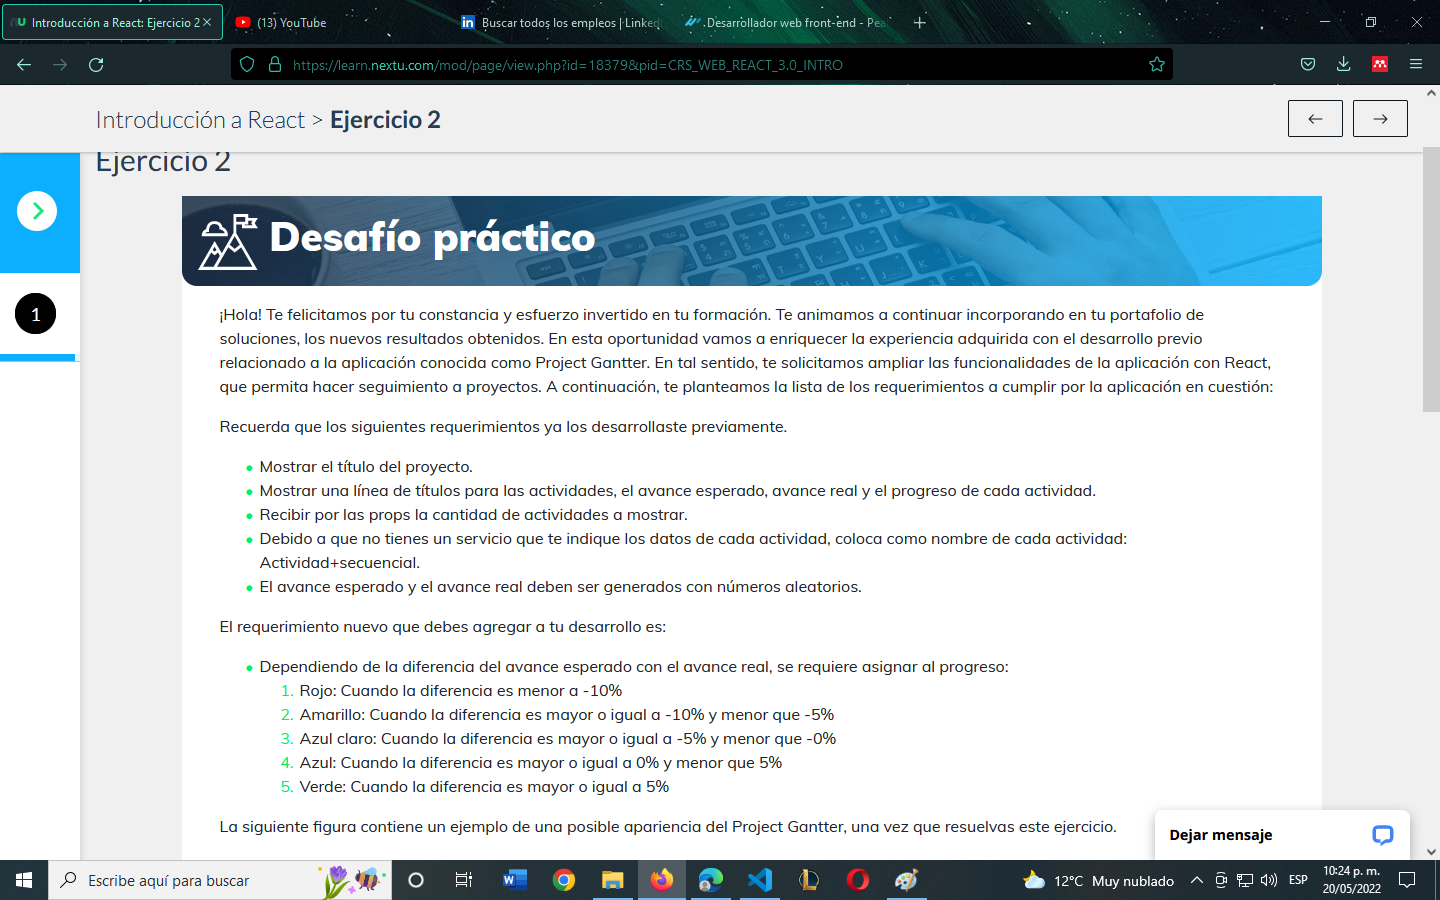 Introducción a React: Ejercicio 2
(13) YouTube
Buscar todos los empleos | Linked
Desarrollador web front-end - Pea
https://learn.nextu.com/mod/page/view.php?id=18379&pid=CRS_WEB_REACT_3.0_INTRO
Introducción a React > Ejercicio 2
Ejercicio 2
1
Desafío práctico
¡Hola! Te felicitamos por tu constancia y esfuerzo invertido en tu formación. Te animamos a continuar incorporando en tu portafolio de
soluciones, los nuevos resultados obtenidos. En esta oportunidad vamos a enriquecer la experiencia adquirida con el desarrollo previo
relacionado a la aplicación conocida como Project Gantter. En tal sentido, te solicitamos ampliar las funcionalidades de la aplicación con React,
que permita hacer seguimiento a proyectos. A continuación, te planteamos la lista de los requerimientos a cumplir por la aplicación en cuestión:
Recuerda que los siguientes requerimientos ya los desarrollaste previamente.
• Mostrar el título del proyecto.
• Mostrar una línea de títulos para las actividades, el avance esperado, avance real y el progreso de cada actividad.
• Recibir por las props la cantidad de actividades a mostrar.
• Debido a que no tienes un servicio que te indique los datos de cada actividad, coloca como nombre de cada actividad:
Actividad+secuencial.
• El avance esperado y el avance real deben ser generados con números aleatorios.
El requerimiento nuevo que debes agregar a tu desarrollo es:
• Dependiendo de la diferencia del avance esperado con el avance real, se requiere asignar al progreso:
1. Rojo: Cuando la diferencia es menor a -10%
2. Amarillo: Cuando la diferencia es mayor o igual a -10% y menor que -5%
3. Azul claro: Cuando la diferencia es mayor o igual a -5% y menor que -0%
4. Azul: Cuando la diferencia es mayor o igual a 0% y menor que 5%
5. Verde: Cuando la diferencia es mayor o igual a 5%
La siguiente figura contiene un ejemplo de una posible apariencia del Project Gantter, una vez que resuelvas este ejercicio.
Dejar mensaje
Escribe aquí para buscar
12°C Muy nublado
ESP
10:24 p. m.
20/05/2022